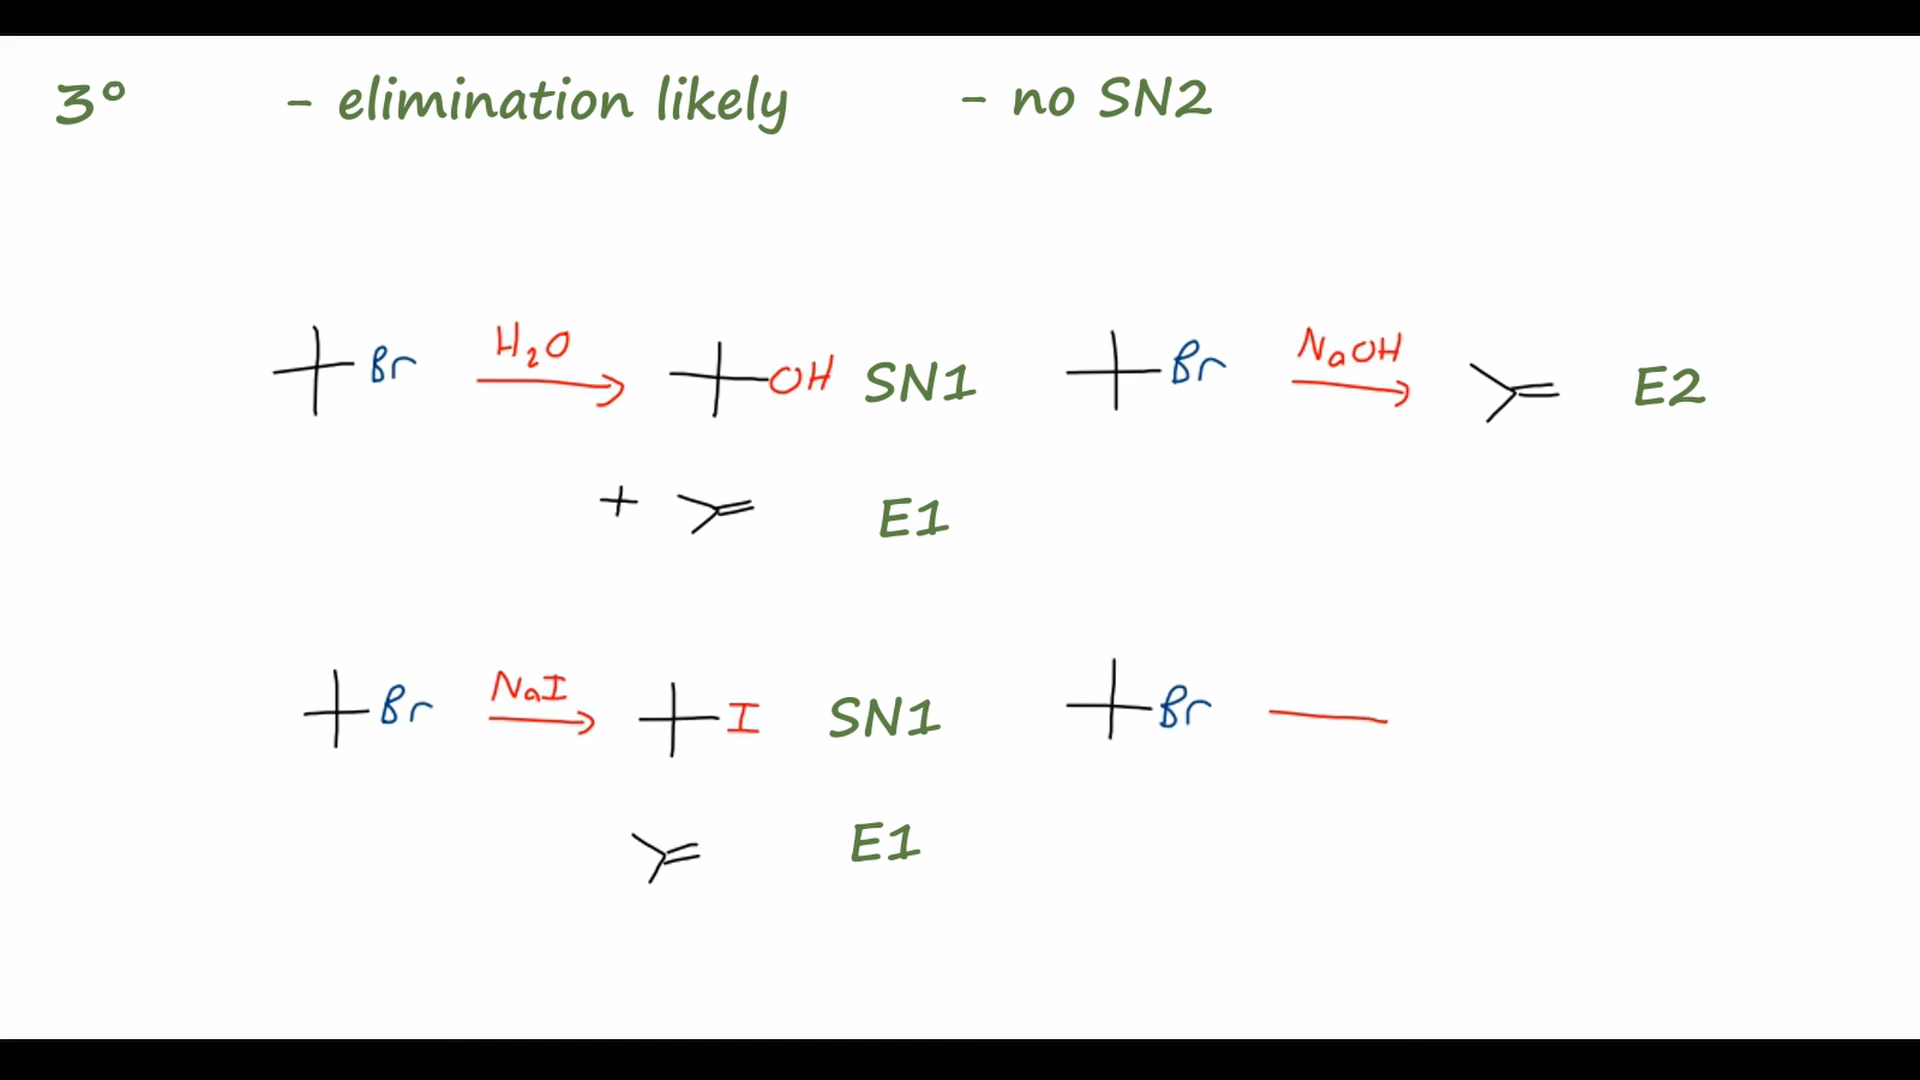 3° - elimination likely - no SN2
Br H₂O OH SN1 Br NaOH E2
+ E1
Br NaI I SN1 Br
E1